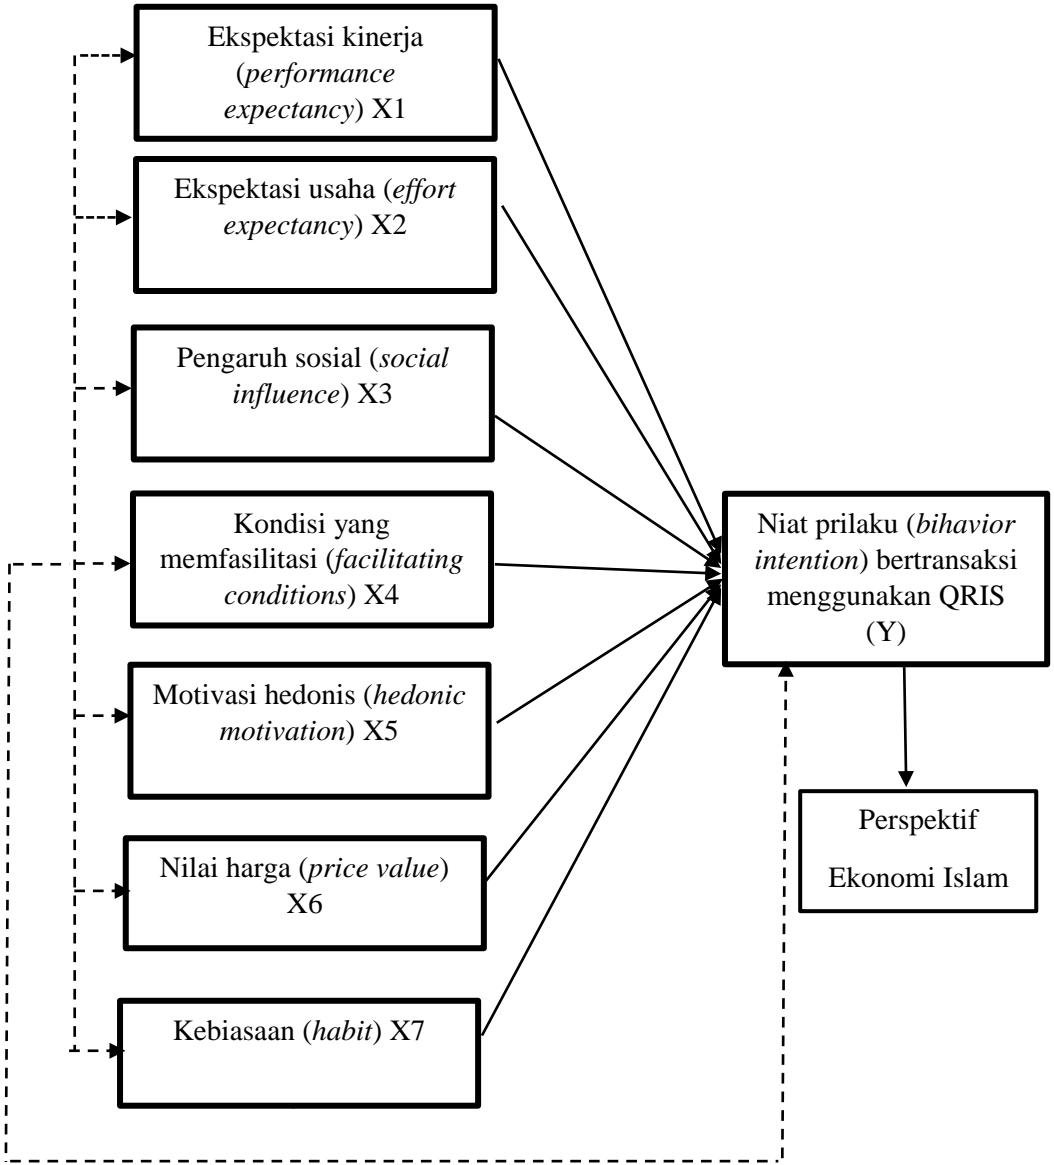 Ekspektasi kinerja
(performance
expectancy) X1
Ekspektasi usaha (effort
expectancy) X2
Pengaruh sosial (social
influence) X3
Kondisi yang
memfasilitasi (facilitating
conditions) X4
Motivasi hedonis (hedonic
motivation) X5
Nilai harga (price value)
X6
Kebiasaan (habit) X7
Niat prilaku (bihavior
intention) bertransaksi
menggunakan QRIS
(Y)
Perspektif
Ekonomi Islam